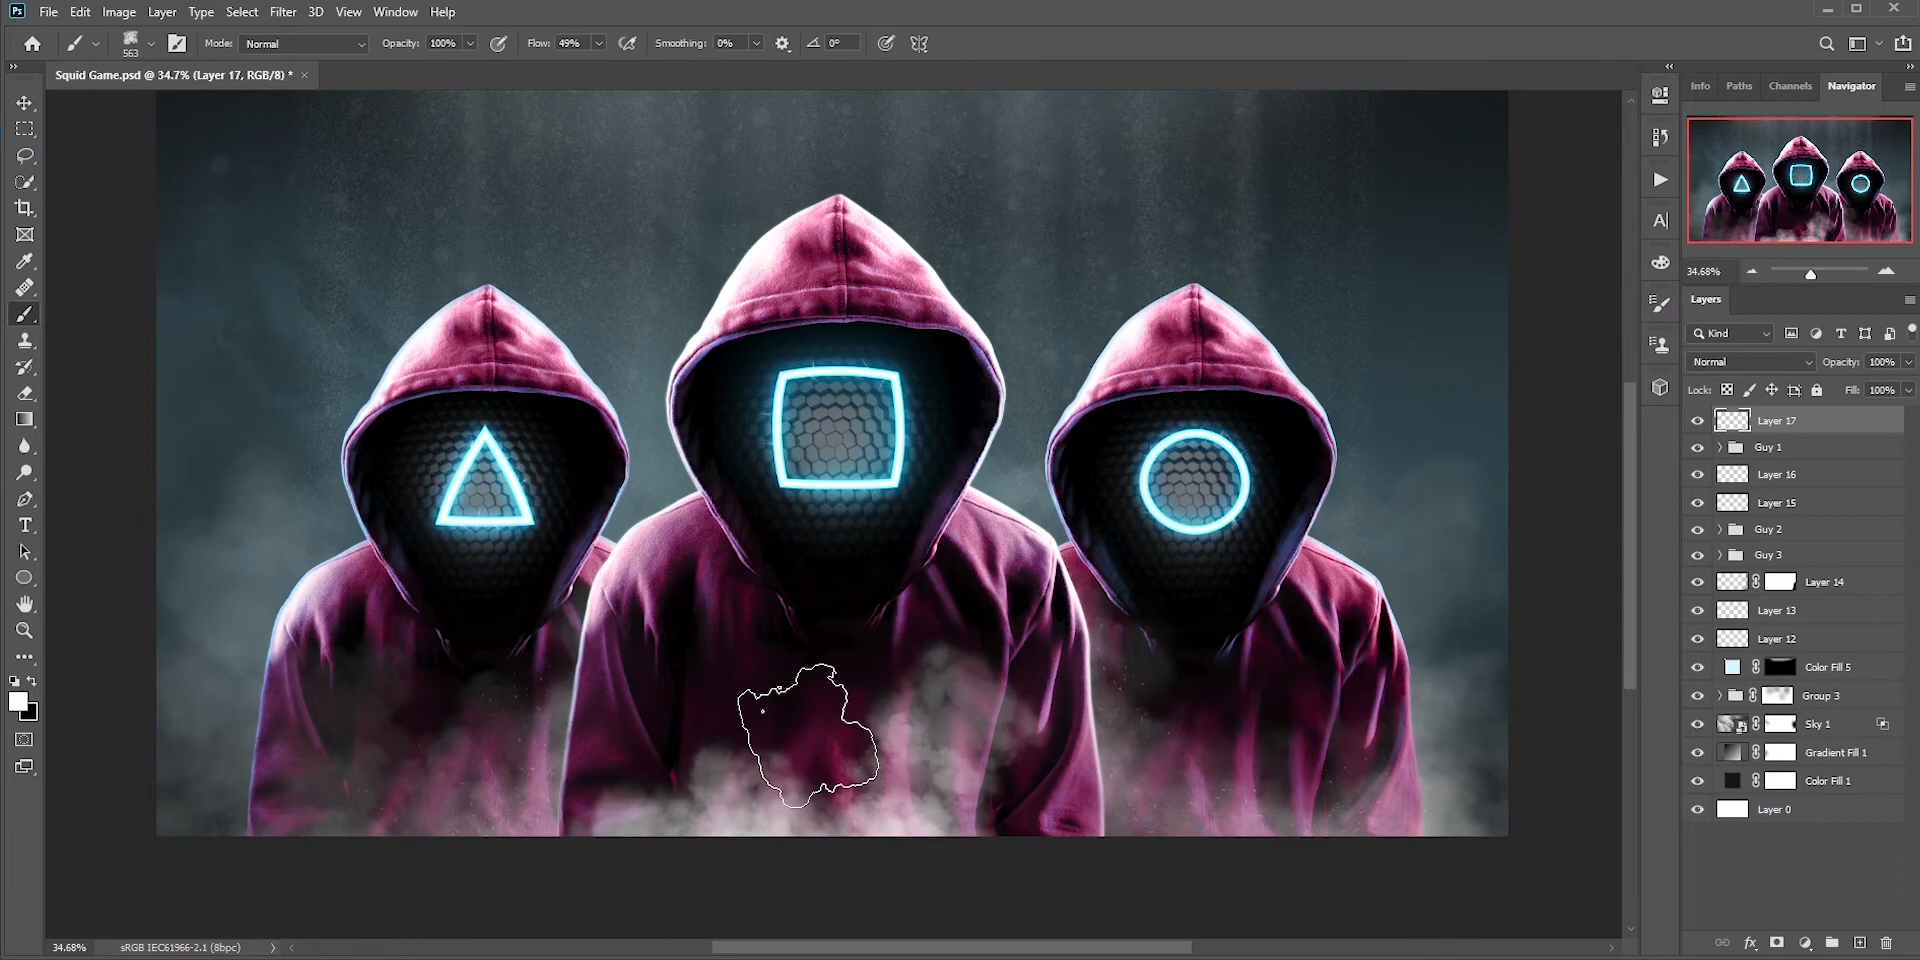 Ps File Edit Image Layer Type Select Filter 3D View Window Help
563 Mode: Normal Opacity: 100% Flow: 49% Smoothing: 0% 0°
Squid Game.psd @ 34.7% (Layer 17, RGB/8) * ×
Info Paths Channels Navigator
34.68%
Layers
Kind
Normal Opacity: 100%
Lock: Fill: 100%
Layer 17
Guy 1
Layer 16
Layer 15
Guy 2
Guy 3
Layer 14
Layer 13
Layer 12
Color Fill 5
Group 3
Sky 1
Gradient Fill 1
Color Fill 1
Layer 0
34.68% sRGB IEC61966-2.1 (8bpc)